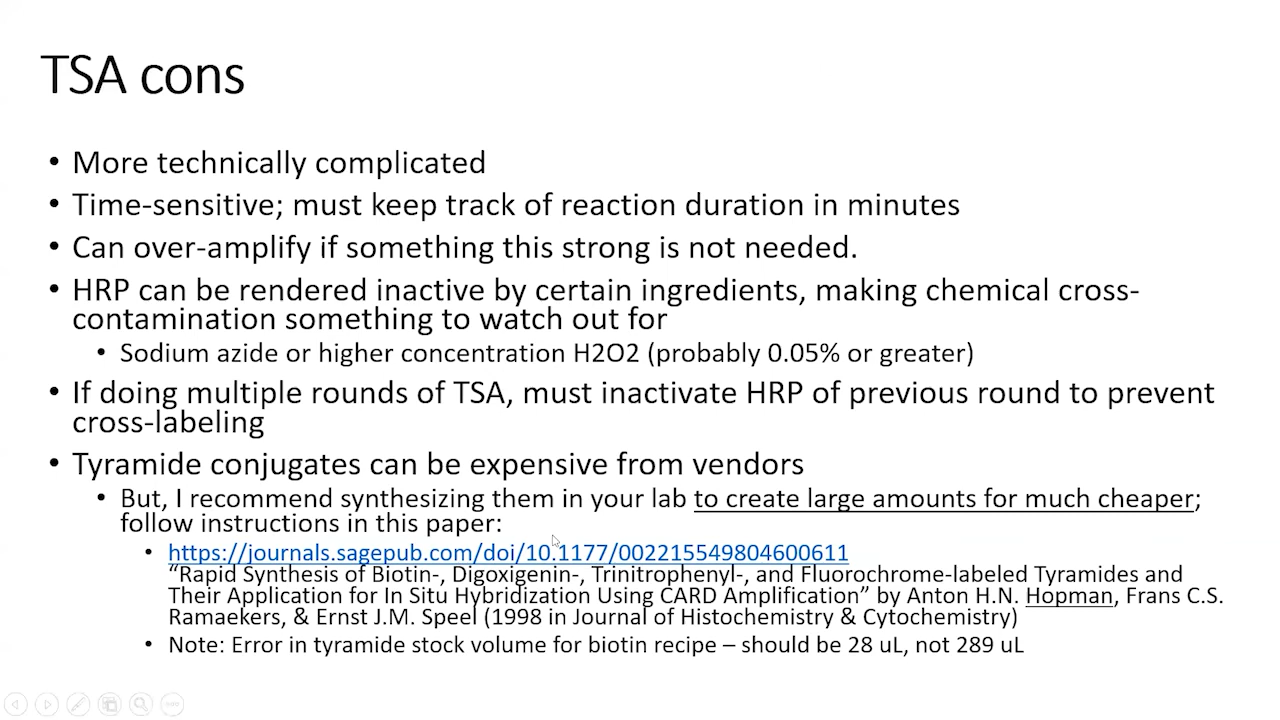 TSA cons
• More technically complicated
• Time-sensitive; must keep track of reaction duration in minutes
• Can over-amplify if something this strong is not needed.
• HRP can be rendered inactive by certain ingredients, making chemical cross-
contamination something to watch out for
• Sodium azide or higher concentration H2O2 (probably 0.05% or greater)
• If doing multiple rounds of TSA, must inactivate HRP of previous round to prevent
cross-labeling
• Tyramide conjugates can be expensive from vendors
• But, I recommend synthesizing them in your lab to create large amounts for much cheaper;
follow instructions in this paper:
• https://journals.sagepub.com/doi/10.1177/002215549804600611
“Rapid Synthesis of Biotin-, Digoxigenin-, Trinitrophenyl-, and Fluorochrome-labeled Tyramides and
Their Application for In Situ Hybridization Using CARD Amplification” by Anton H.N. Hopman, Frans C.S.
Ramaekers, & Ernst J.M. Speel (1998 in Journal of Histochemistry & Cytochemistry)
• Note: Error in tyramide stock volume for biotin recipe – should be 28 uL, not 289 uL